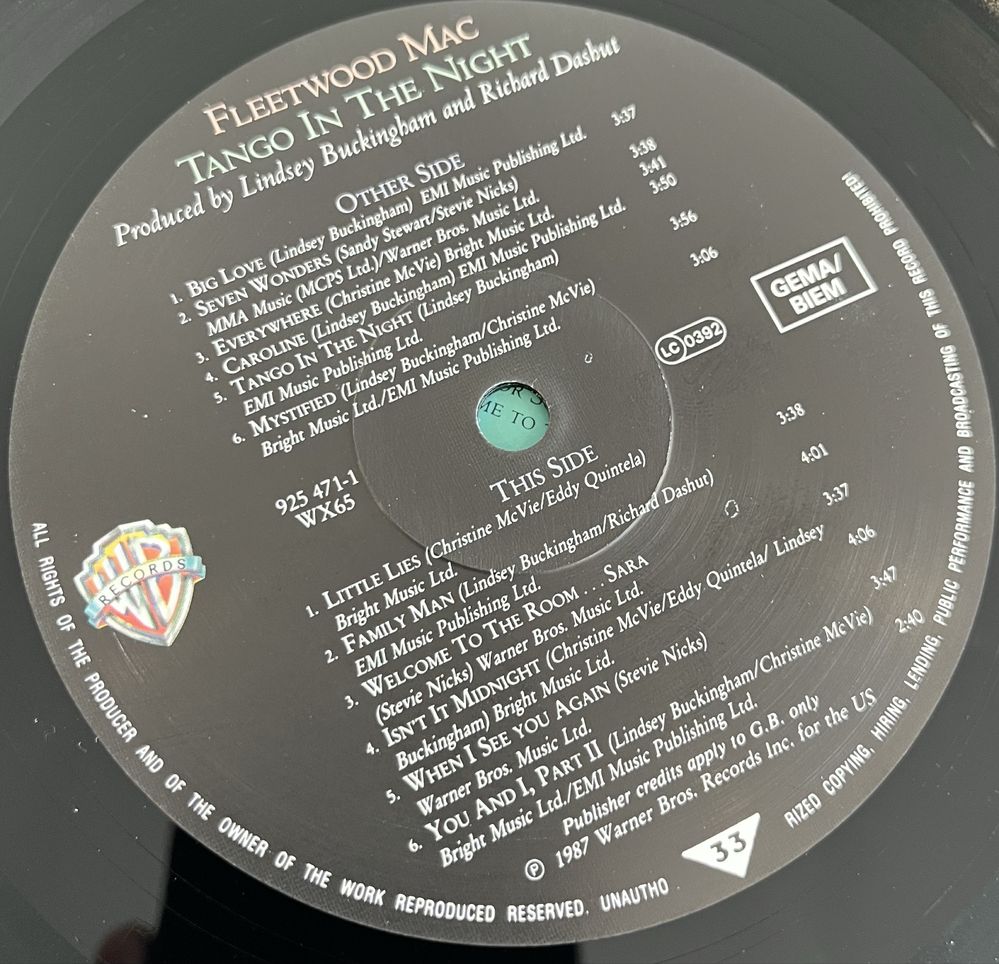 FLEETWOOD MAC
TANGO IN THE NIGHT
Produced by Lindsey Buckingham and Richard Dashut
OTHER SIDE
1. BIG LOVE (Lindsey Buckingham) EMI Music Publishing Ltd. 3:37
2. SEVEN WONDERS (Sandy Stewart/Stevie Nicks) 3:38
MMA Music (MCPS Ltd.)/Warner Bros. Music Ltd.
3. EVERYWHERE (Christine McVie) Bright Music Ltd. 3:41
4. CAROLINE (Lindsey Buckingham) EMI Music Publishing Ltd. 3:50
5. TANGO IN THE NIGHT (Lindsey Buckingham) 3:56
EMI Music Publishing Ltd.
6. MYSTIFIED (Lindsey Buckingham/Christine McVie) 3:06
Bright Music Ltd./EMI Music Publishing Ltd.
GEMA/
BIEM
LC 0392
ME TO
925 471-1
WX65
WB
RECORDS
THIS SIDE
1. LITTLE LIES (Christine McVie/Eddy Quintela) 3:38
Bright Music Ltd.
2. FAMILY MAN (Lindsey Buckingham/Richard Dashut) 4:01
EMI Music Publishing Ltd.
3. WELCOME TO THE ROOM... SARA 3:37
(Stevie Nicks) Warner Bros. Music Ltd.
4. ISN'T IT MIDNIGHT (Christine McVie/Eddy Quintela/ Lindsey 4:06
Buckingham) Bright Music Ltd.
5. WHEN I SEE YOU AGAIN (Stevie Nicks) 3:47
Warner Bros. Music Ltd.
6. YOU AND I, PART II (Lindsey Buckingham/Christine McVie) 2:40
Bright Music Ltd./EMI Music Publishing Ltd.
Publisher credits apply to G.B. only
℗ 1987 Warner Bros. Records Inc. for the US
33
ALL RIGHTS OF THE PRODUCER AND OF THE OWNER OF THE WORK REPRODUCED RESERVED. UNAUTHO
RIZED COPYING, HIRING, LENDING, PUBLIC PERFORMANCE AND BROADCASTING OF THIS RECORD PROHIBITED!